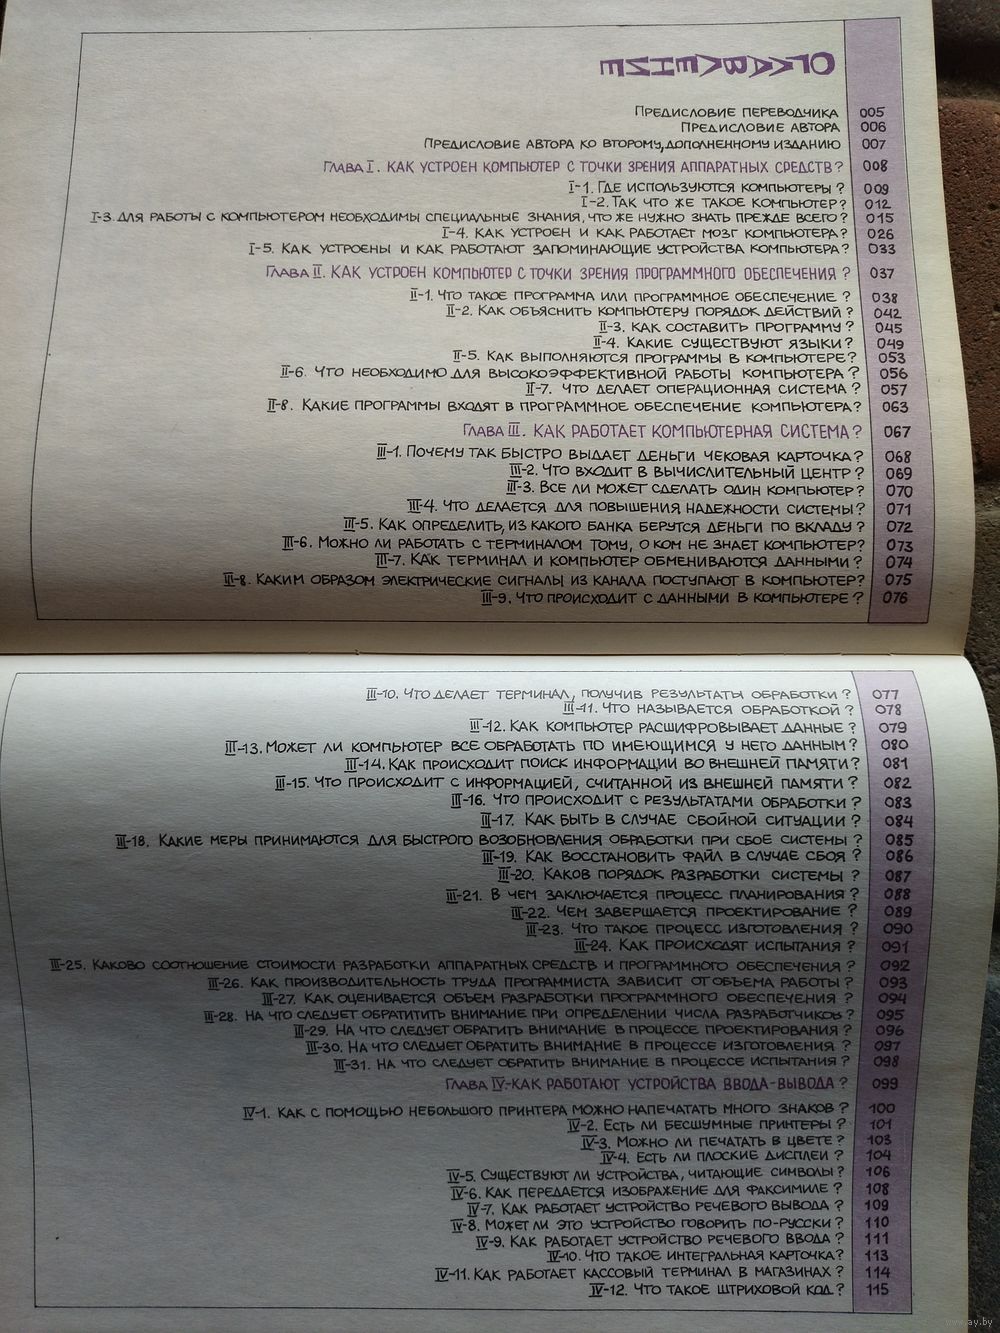 ОГЛАВЛЕНИЕ
ПРЕДИСЛОВИЕ ПЕРЕВОДЧИКА 005
ПРЕДИСЛОВИЕ АВТОРА 006
ПРЕДИСЛОВИЕ АВТОРА КО ВТОРОМУ, ДОПОЛНЕННОМУ ИЗДАНИЮ 007
ГЛАВА I. КАК УСТРОЕН КОМПЬЮТЕР С ТОЧКИ ЗРЕНИЯ АППАРАТНЫХ СРЕДСТВ? 008
I-1. ГДЕ ИСПОЛЬЗУЮТСЯ КОМПЬЮТЕРЫ? 009
I-2. ТАК ЧТО ЖЕ ТАКОЕ КОМПЬЮТЕР? 012
I-3. ДЛЯ РАБОТЫ С КОМПЬЮТЕРОМ НЕОБХОДИМЫ СПЕЦИАЛЬНЫЕ ЗНАНИЯ, ЧТО ЖЕ НУЖНО ЗНАТЬ ПРЕЖДЕ ВСЕГО? 015
I-4. КАК УСТРОЕН И КАК РАБОТАЕТ МОЗГ КОМПЬЮТЕРА? 026
I-5. КАК УСТРОЕНЫ И КАК РАБОТАЮТ ЗАПОМИНАЮЩИЕ УСТРОЙСТВА КОМПЬЮТЕРА? 033
ГЛАВА II. КАК УСТРОЕН КОМПЬЮТЕР С ТОЧКИ ЗРЕНИЯ ПРОГРАММНОГО ОБЕСПЕЧЕНИЯ? 037
II-1. ЧТО ТАКОЕ ПРОГРАММА ИЛИ ПРОГРАММНОЕ ОБЕСПЕЧЕНИЕ? 038
II-2. КАК ОБЪЯСНИТЬ КОМПЬЮТЕРУ ПОРЯДОК ДЕЙСТВИЙ? 042
II-3. КАК СОСТАВИТЬ ПРОГРАММУ? 045
II-4. КАКИЕ СУЩЕСТВУЮТ ЯЗЫКИ? 049
II-5. КАК ВЫПОЛНЯЮТСЯ ПРОГРАММЫ В КОМПЬЮТЕРЕ? 053
II-6. ЧТО НЕОБХОДИМО ДЛЯ ВЫСОКОЭФФЕКТИВНОЙ РАБОТЫ КОМПЬЮТЕРА? 056
II-7. ЧТО ДЕЛАЕТ ОПЕРАЦИОННАЯ СИСТЕМА? 057
II-8. КАКИЕ ПРОГРАММЫ ВХОДЯТ В ПРОГРАММНОЕ ОБЕСПЕЧЕНИЕ КОМПЬЮТЕРА? 063
ГЛАВА III. КАК РАБОТАЕТ КОМПЬЮТЕРНАЯ СИСТЕМА? 067
III-1. ПОЧЕМУ ТАК БЫСТРО ВЫДАЕТ ДЕНЬГИ ЧЕКОВАЯ КАРТОЧКА? 068
III-2. ЧТО ВХОДИТ В ВЫЧИСЛИТЕЛЬНЫЙ ЦЕНТР? 069
III-3. ВСЕ ЛИ МОЖЕТ СДЕЛАТЬ ОДИН КОМПЬЮТЕР? 070
III-4. ЧТО ДЕЛАЕТСЯ ДЛЯ ПОВЫШЕНИЯ НАДЕЖНОСТИ СИСТЕМЫ? 071
III-5. КАК ОПРЕДЕЛИТЬ, ИЗ КАКОГО БАНКА БЕРУТСЯ ДЕНЬГИ ПО ВКЛАДУ? 072
III-6. МОЖНО ЛИ РАБОТАТЬ С ТЕРМИНАЛОМ ТОМУ, О КОМ НЕ ЗНАЕТ КОМПЬЮТЕР? 073
III-7. КАК ТЕРМИНАЛ И КОМПЬЮТЕР ОБМЕНИВАЮТСЯ ДАННЫМИ? 074
III-8. КАКИМ ОБРАЗОМ ЭЛЕКТРИЧЕСКИЕ СИГНАЛЫ ИЗ КАНАЛА ПОСТУПАЮТ В КОМПЬЮТЕР? 075
III-9. ЧТО ПРОИСХОДИТ С ДАННЫМИ В КОМПЬЮТЕРЕ? 076
III-10. ЧТО ДЕЛАЕТ ТЕРМИНАЛ, ПОЛУЧИВ РЕЗУЛЬТАТЫ ОБРАБОТКИ? 077
III-11. ЧТО НАЗЫВАЕТСЯ ОБРАБОТКОЙ? 078
III-12. КАК КОМПЬЮТЕР РАСШИФРОВЫВАЕТ ДАННЫЕ? 079
III-13. МОЖЕТ ЛИ КОМПЬЮТЕР ВСЕ ОБРАБОТАТЬ ПО ИМЕЮЩИМСЯ У НЕГО ДАННЫМ? 080
III-14. КАК ПРОИСХОДИТ ПОИСК ИНФОРМАЦИИ ВО ВНЕШНЕЙ ПАМЯТИ? 081
III-15. ЧТО ПРОИСХОДИТ С ИНФОРМАЦИЕЙ, СЧИТАННОЙ ИЗ ВНЕШНЕЙ ПАМЯТИ? 082
III-16. ЧТО ПРОИСХОДИТ С РЕЗУЛЬТАТАМИ ОБРАБОТКИ? 083
III-17. КАК БЫТЬ В СЛУЧАЕ СБОЙНОЙ СИТУАЦИИ? 084
III-18. КАКИЕ МЕРЫ ПРИНИМАЮТСЯ ДЛЯ БЫСТРОГО ВОЗОБНОВЛЕНИЯ ОБРАБОТКИ ПРИ СБОЕ СИСТЕМЫ? 085
III-19. КАК ВОССТАНОВИТЬ ФАЙЛ В СЛУЧАЕ СБОЯ? 086
III-20. КАКОВ ПОРЯДОК РАЗРАБОТКИ СИСТЕМЫ? 087
III-21. В ЧЕМ ЗАКЛЮЧАЕТСЯ ПРОЦЕСС ПЛАНИРОВАНИЯ? 088
III-22. ЧЕМ ЗАВЕРШАЕТСЯ ПРОЕКТИРОВАНИЕ? 089
III-23. ЧТО ТАКОЕ ПРОЦЕСС ИЗГОТОВЛЕНИЯ? 090
III-24. КАК ПРОИСХОДЯТ ИСПЫТАНИЯ? 091
III-25. КАКОВО СООТНОШЕНИЕ СТОИМОСТИ РАЗРАБОТКИ АППАРАТНЫХ СРЕДСТВ И ПРОГРАММНОГО ОБЕСПЕЧЕНИЯ? 092
III-26. КАК ПРОИЗВОДИТЕЛЬНОСТЬ ТРУДА ПРОГРАММИСТА ЗАВИСИТ ОТ ОБЪЕМА РАБОТЫ? 093
III-27. КАК ОЦЕНИВАЕТСЯ ОБЪЕМ РАЗРАБОТКИ ПРОГРАММНОГО ОБЕСПЕЧЕНИЯ? 094
III-28. НА ЧТО СЛЕДУЕТ ОБРАТИТИТЬ ВНИМАНИЕ ПРИ ОПРЕДЕЛЕНИИ ЧИСЛА РАЗРАБОТЧИКОВ? 095
III-29. НА ЧТО СЛЕДУЕТ ОБРАТИТЬ ВНИМАНИЕ В ПРОЦЕССЕ ПРОЕКТИРОВАНИЯ? 096
III-30. НА ЧТО СЛЕДУЕТ ОБРАТИТЬ ВНИМАНИЕ В ПРОЦЕССЕ ИЗГОТОВЛЕНИЯ? 097
III-31. НА ЧТО СЛЕДУЕТ ОБРАТИТЬ ВНИМАНИЕ В ПРОЦЕССЕ ИСПЫТАНИЯ? 098
ГЛАВА IV. КАК РАБОТАЮТ УСТРОЙСТВА ВВОДА-ВЫВОДА? 099
IV-1. КАК С ПОМОЩЬЮ НЕБОЛЬШОГО ПРИНТЕРА МОЖНО НАПЕЧАТАТЬ МНОГО ЗНАКОВ? 100
IV-2. ЕСТЬ ЛИ БЕСШУМНЫЕ ПРИНТЕРЫ? 101
IV-3. МОЖНО ЛИ ПЕЧАТАТЬ В ЦВЕТЕ? 103
IV-4. ЕСТЬ ЛИ ПЛОСКИЕ ДИСПЛЕИ? 104
IV-5. СУЩЕСТВУЮТ ЛИ УСТРОЙСТВА, ЧИТАЮЩИЕ СИМВОЛЫ? 106
IV-6. КАК ПЕРЕДАЕТСЯ ИЗОБРАЖЕНИЕ ДЛЯ ФАКСИМИЛЕ? 108
IV-7. КАК РАБОТАЕТ УСТРОЙСТВО РЕЧЕВОГО ВЫВОДА? 109
IV-8. МОЖЕТ ЛИ ЭТО УСТРОЙСТВО ГОВОРИТЬ ПО-РУССКИ? 110
IV-9. КАК РАБОТАЕТ УСТРОЙСТВО РЕЧЕВОГО ВВОДА? 111
IV-10. ЧТО ТАКОЕ ИНТЕГРАЛЬНАЯ КАРТОЧКА? 113
IV-11. КАК РАБОТАЕТ КАССОВЫЙ ТЕРМИНАЛ В МАГАЗИНАХ? 114
IV-12. ЧТО ТАКОЕ ШТРИХОВОЙ КОД? 115
www.ay.by